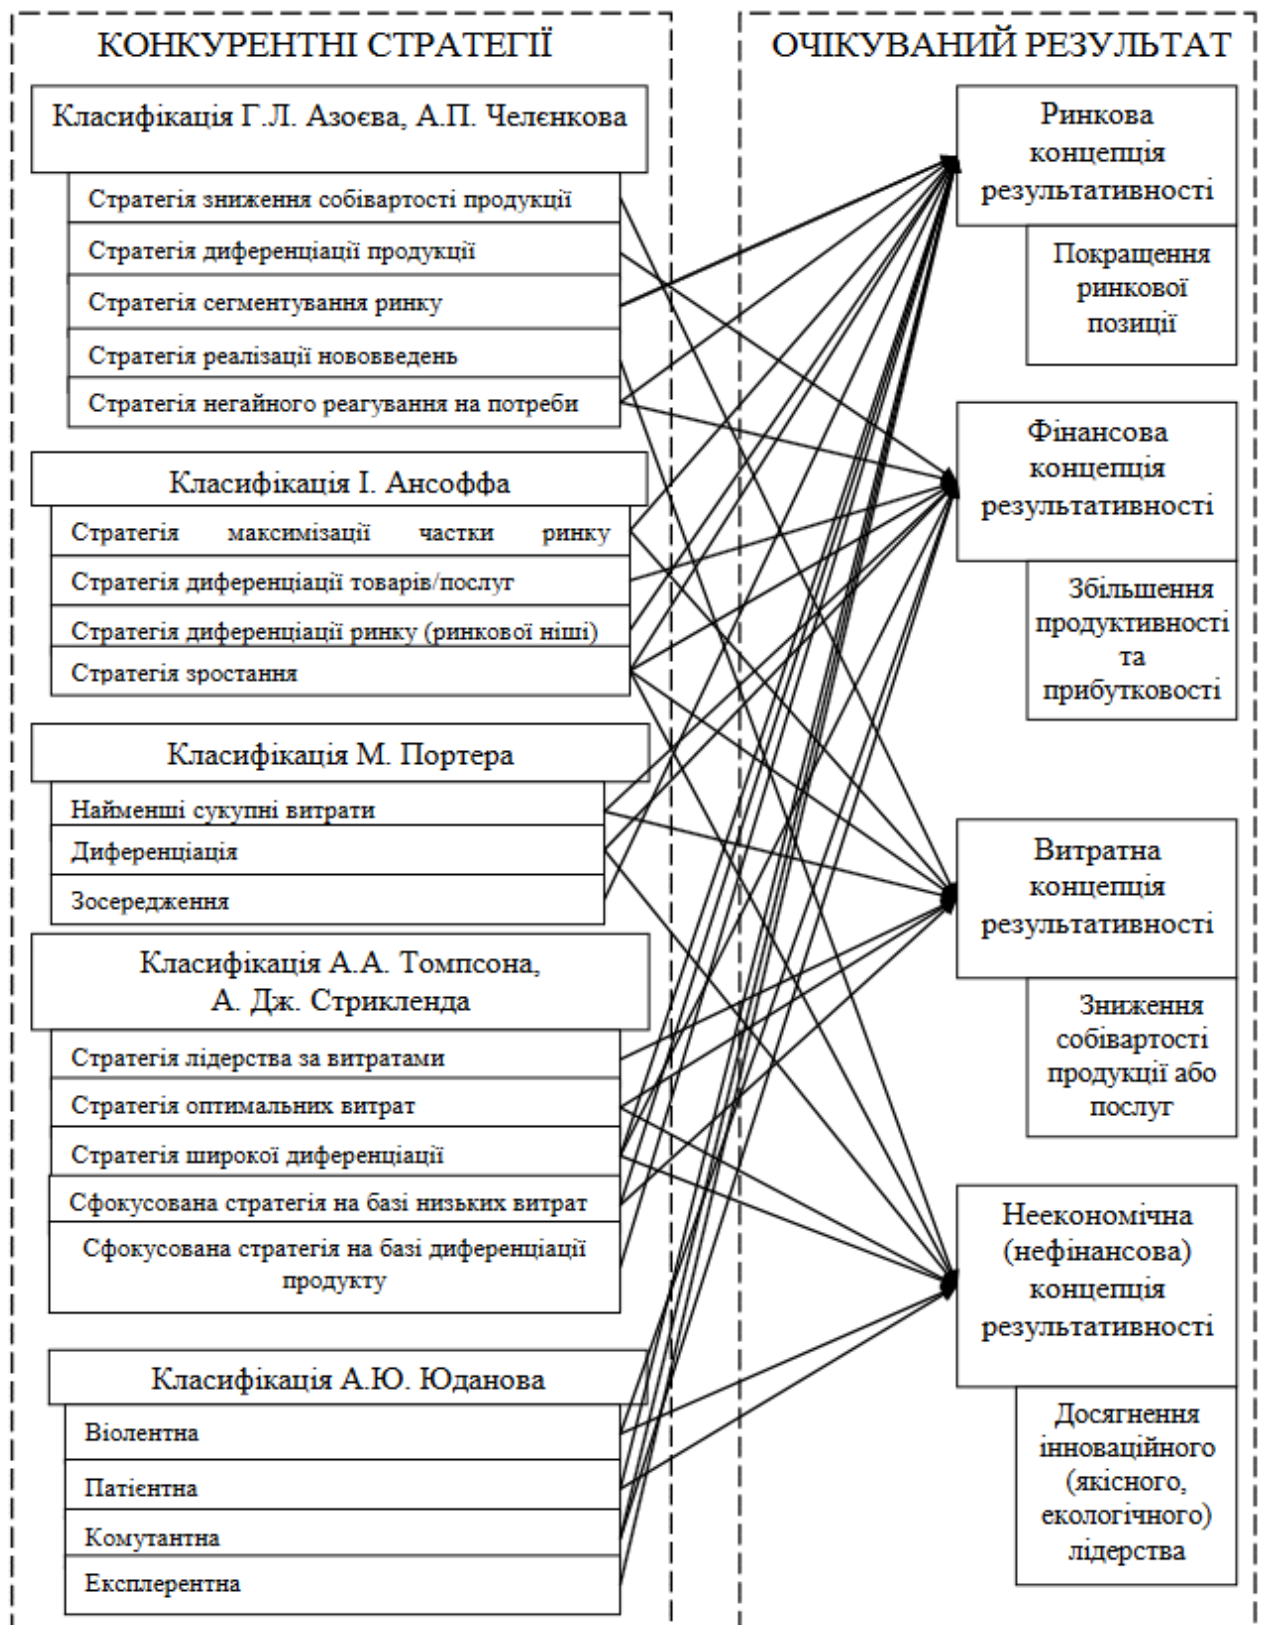 КОНКУРЕНТНІ СТРАТЕГІЇ
Класифікація Г.Л. Азоєва, А.П. Челєнкова
Стратегія зниження собівартості продукції
Стратегія диференціації продукції
Стратегія сегментування ринку
Стратегія реалізації нововведень
Стратегія негайного реагування на потреби
Класифікація І. Ансоффа
Стратегія максимізації частки ринку
Стратегія диференціації товарів/послуг
Стратегія диференціації ринку (ринкової ніші)
Стратегія зростання
Класифікація М. Портера
Найменші сукупні витрати
Диференціація
Зосередження
Класифікація А.А. Томпсона,
А. Дж. Стрикленда
Стратегія лідерства за витратами
Стратегія оптимальних витрат
Стратегія широкої диференціації
Сфокусована стратегія на базі низьких витрат
Сфокусована стратегія на базі диференціації
продукту
Класифікація А.Ю. Юданова
Віолентна
Патієнтна
Комутантна
Експлерентна
ОЧІКУВАНИЙ РЕЗУЛЬТАТ
Ринкова
концепція
результативності
Покращення
ринкової
позиції
Фінансова
концепція
результативності
Збільшення
продуктивності
та
прибутковості
Витратна
концепція
результативності
Зниження
собівартості
продукції або
послуг
Неекономічна
(нефінансова)
концепція
результативності
Досягнення
інноваційного
(якісного,
екологічного)
лідерства